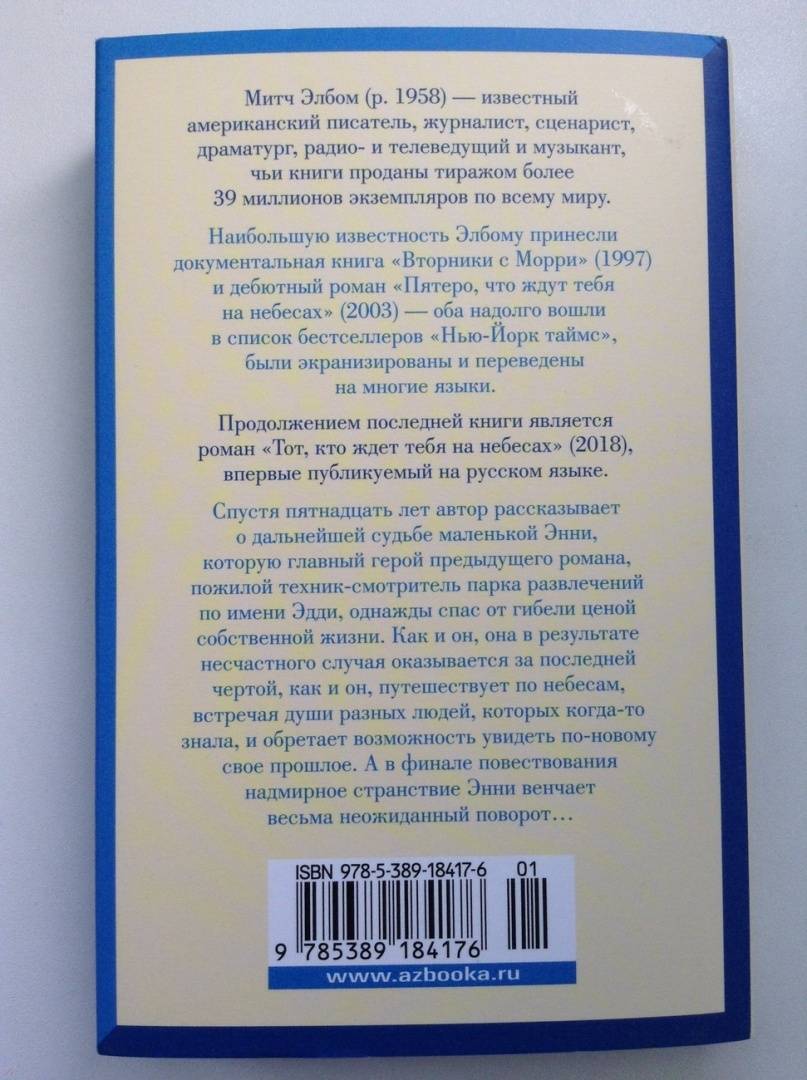 Митч Элбом (р. 1958) — известный
американский писатель, журналист, сценарист,
драматург, радио- и телеведущий и музыкант,
чьи книги проданы тиражом более
39 миллионов экземпляров по всему миру.
Наибольшую известность Элбому принесли
документальная книга «Вторники с Морри» (1997)
и дебютный роман «Пятеро, что ждут тебя
на небесах» (2003) — оба надолго вошли
в список бестселлеров «Нью-Йорк таймс»,
были экранизированы и переведены
на многие языки.
Продолжением последней книги является
роман «Тот, кто ждет тебя на небесах» (2018),
впервые публикуемый на русском языке.
Спустя пятнадцать лет автор рассказывает
о дальнейшей судьбе маленькой Энни,
которую главный герой предыдущего романа,
пожилой техник-смотритель парка развлечений
по имени Эдди, однажды спас от гибели ценой
собственной жизни. Как и он, она в результате
несчастного случая оказывается за последней
чертой, как и он, путешествует по небесам,
встречая души разных людей, которых когда-то
знала, и обретает возможность увидеть по-новому
свое прошлое. А в финале повествования
надмирное странствие Энни венчает
весьма неожиданный поворот…
ISBN 978-5-389-18417-6 01
9 785389 184176
www.azbooka.ru